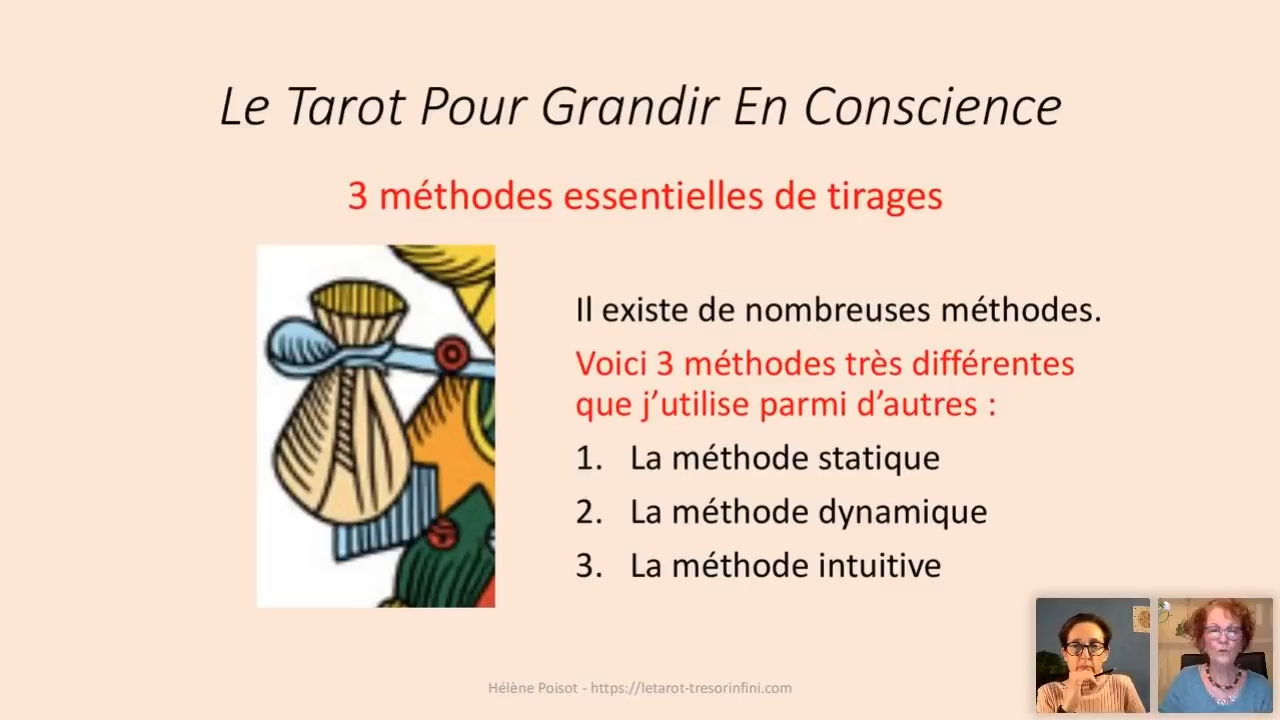 Le Tarot Pour Grandir En Conscience
3 méthodes essentielles de tirages
Il existe de nombreuses méthodes.
Voici 3 méthodes très différentes
que j’utilise parmi d’autres :
1. La méthode statique
2. La méthode dynamique
3. La méthode intuitive
Hélène Poisot - https://letarot-tresorinfini.com